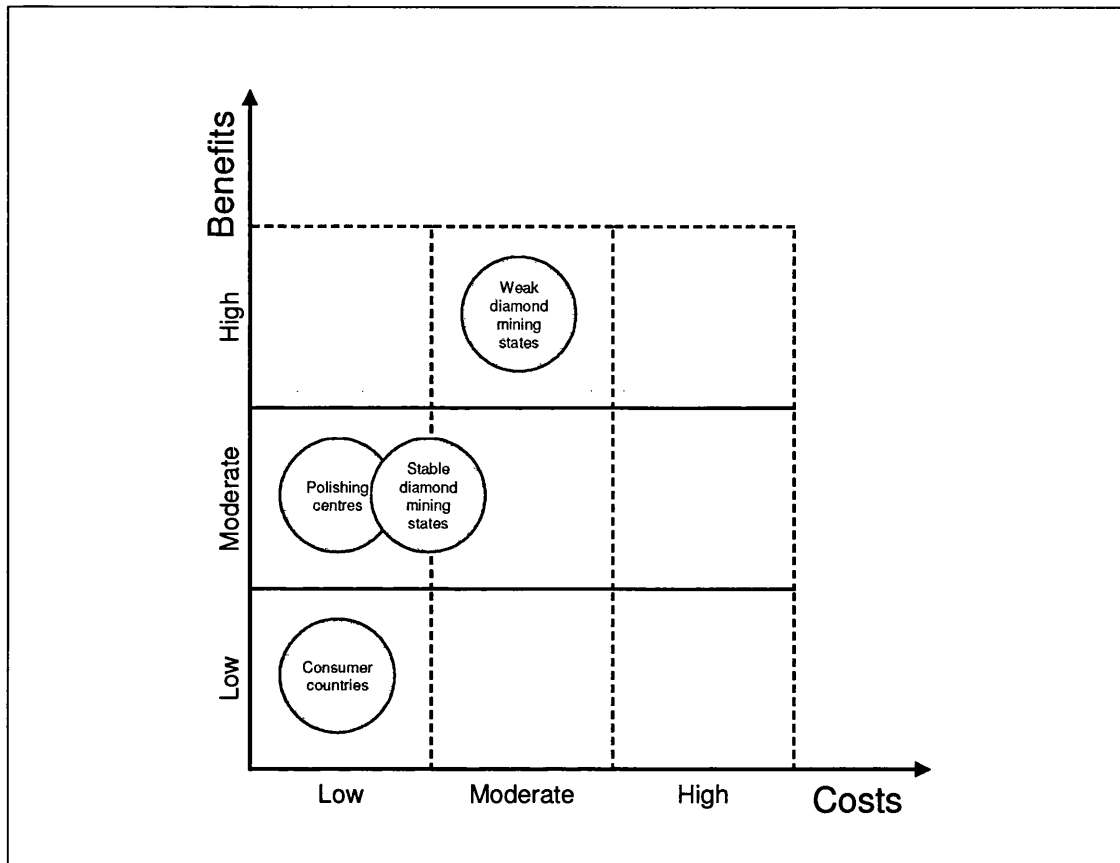 Benefits
High
Weak
diamond
mining
states
Moderate
Polishing
centres
Stable
diamond
mining
states
Low
Consumer
countries
Low
Moderate
High
Costs